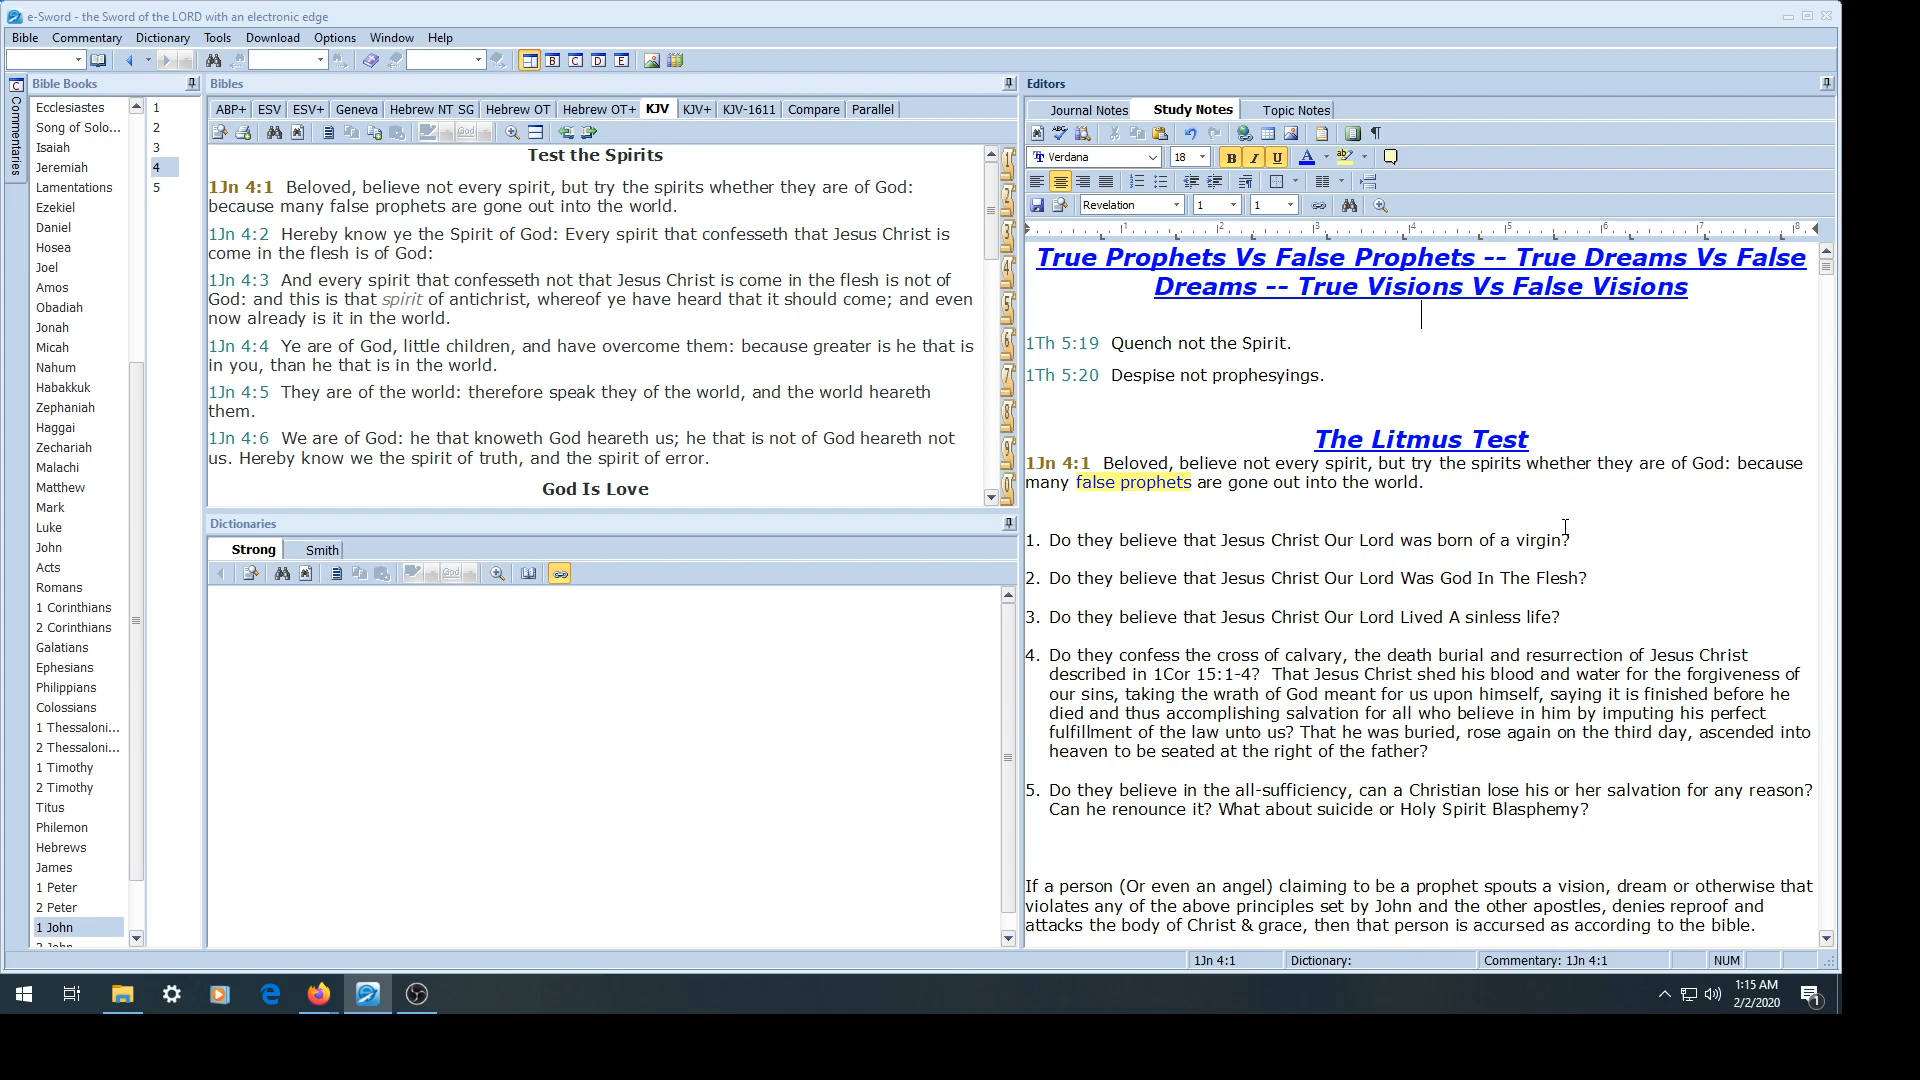 e-Sword - the Sword of the LORD with an electronic edge
Bible Commentary Dictionary Tools Download Options Window Help
B C D E
Commentaries
Bible Books
Ecclesiastes
Song of Solo...
Isaiah
Jeremiah
Lamentations
Ezekiel
Daniel
Hosea
Joel
Amos
Obadiah
Jonah
Micah
Nahum
Habakkuk
Zephaniah
Haggai
Zechariah
Malachi
Matthew
Mark
Luke
John
Acts
Romans
1 Corinthians
2 Corinthians
Galatians
Ephesians
Philippians
Colossians
1 Thessaloni...
2 Thessaloni...
1 Timothy
2 Timothy
Titus
Philemon
Hebrews
James
1 Peter
2 Peter
1 John
2 John
1
2
3
4
5
Bibles
ABP+ ESV ESV+ Geneva Hebrew NT SG Hebrew OT Hebrew OT+ KJV KJV+ KJV-1611 Compare Parallel
God
Test the Spirits
1Jn 4:1 Beloved, believe not every spirit, but try the spirits whether they are of God:
because many false prophets are gone out into the world.
1Jn 4:2 Hereby know ye the Spirit of God: Every spirit that confesseth that Jesus Christ is
come in the flesh is of God:
1Jn 4:3 And every spirit that confesseth not that Jesus Christ is come in the flesh is not of
God: and this is that spirit of antichrist, whereof ye have heard that it should come; and even
now already is it in the world.
1Jn 4:4 Ye are of God, little children, and have overcome them: because greater is he that is
in you, than he that is in the world.
1Jn 4:5 They are of the world: therefore speak they of the world, and the world heareth
them.
1Jn 4:6 We are of God: he that knoweth God heareth us; he that is not of God heareth not
us. Hereby know we the spirit of truth, and the spirit of error.
God Is Love
1
2
3
4
5
6
7
8
9
0
Dictionaries
Strong Smith
God
Editors
Journal Notes Study Notes Topic Notes
Verdana 18 B I U A ab
Revelation 1 1
1 2 3 4 5 6 7 8
True Prophets Vs False Prophets -- True Dreams Vs False
Dreams -- True Visions Vs False Visions
1Th 5:19 Quench not the Spirit.
1Th 5:20 Despise not prophesyings.
The Litmus Test
1Jn 4:1 Beloved, believe not every spirit, but try the spirits whether they are of God: because
many false prophets are gone out into the world.
1. Do they believe that Jesus Christ Our Lord was born of a virgin?
2. Do they believe that Jesus Christ Our Lord Was God In The Flesh?
3. Do they believe that Jesus Christ Our Lord Lived A sinless life?
4. Do they confess the cross of calvary, the death burial and resurrection of Jesus Christ
described in 1Cor 15:1-4? That Jesus Christ shed his blood and water for the forgiveness of
our sins, taking the wrath of God meant for us upon himself, saying it is finished before he
died and thus accomplishing salvation for all who believe in him by imputing his perfect
fulfillment of the law unto us? That he was buried, rose again on the third day, ascended into
heaven to be seated at the right of the father?
5. Do they believe in the all-sufficiency, can a Christian lose his or her salvation for any reason?
Can he renounce it? What about suicide or Holy Spirit Blasphemy?
If a person (Or even an angel) claiming to be a prophet spouts a vision, dream or otherwise that
violates any of the above principles set by John and the other apostles, denies reproof and
attacks the body of Christ & grace, then that person is accursed as according to the bible.
1Jn 4:1 Dictionary: Commentary: 1Jn 4:1 NUM
1:15 AM
2/2/2020
1